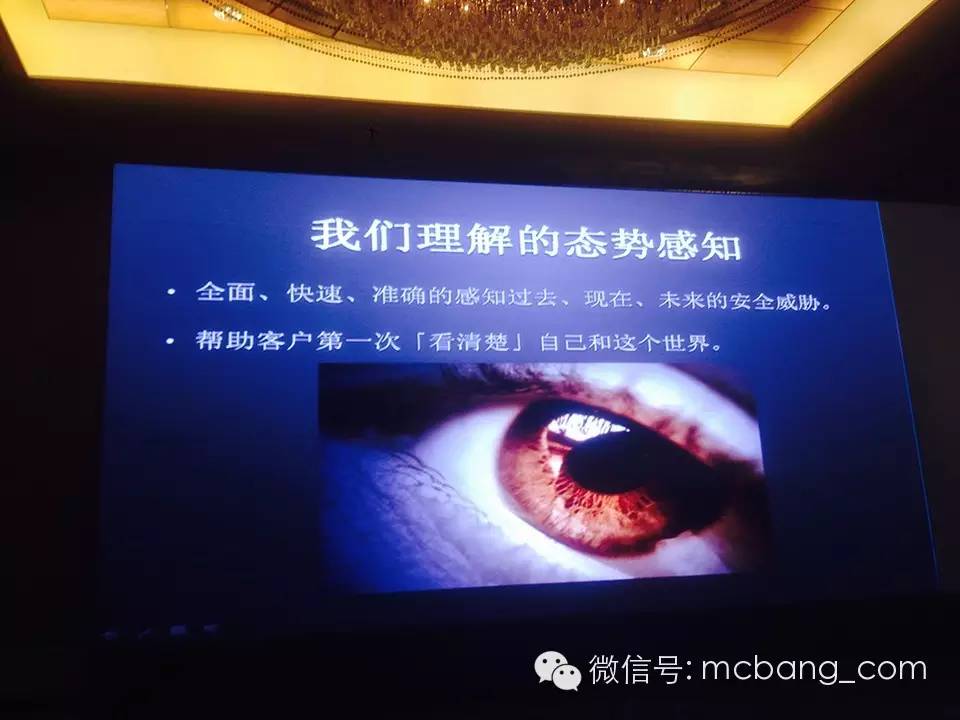 我们理解的态势感知
• 全面、快速、准确的感知过去、现在、未来的安全威胁。
• 帮助客户第一次「看清楚」自己和这个世界。
微信号: mcbang_com